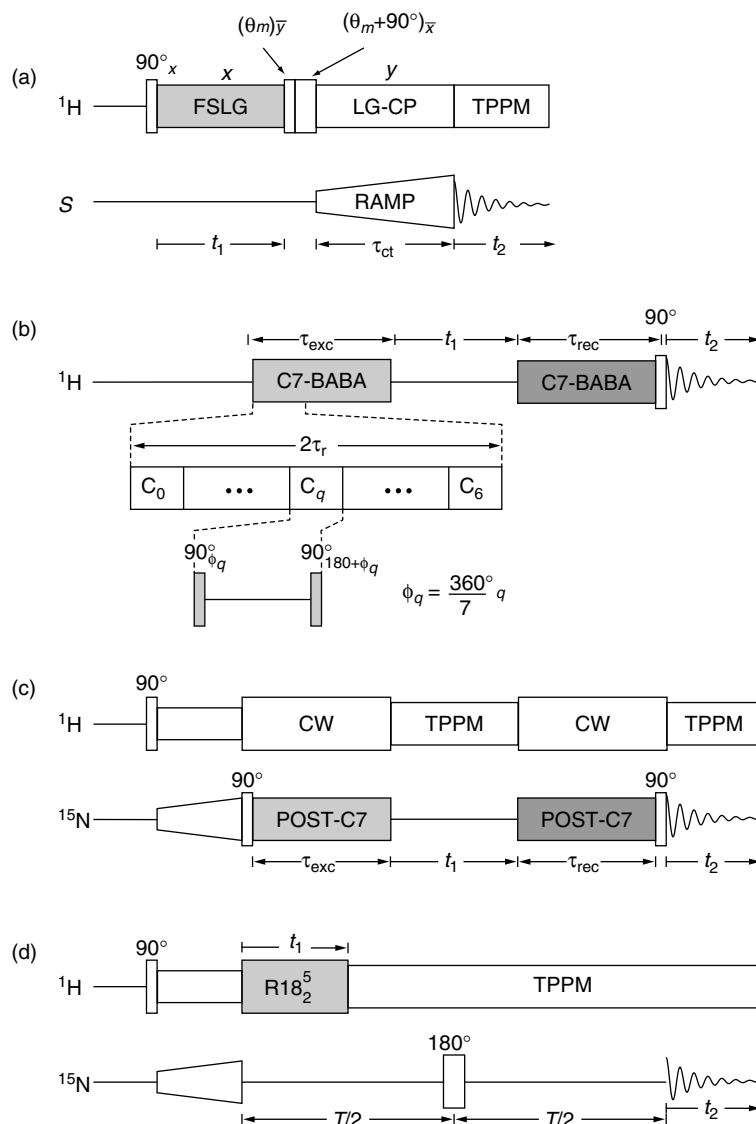 (θm)y̅ (θm+90°)x̅
(a) 90°x x y
¹H FSLG LG-CP TPPM
S RAMP
t₁ τct t₂
(b) 90°
τexc t₁ τrec t₂
¹H C7-BABA C7-BABA
2τr
C₀ ••• Cq ••• C₆
90°ϕq 90°180+ϕq
ϕq = 360°/7 q
(c) 90°
¹H CW TPPM CW TPPM
90° 90°
¹⁵N POST-C7 POST-C7
τexc t₁ τrec t₂
(d) 90° t₁
¹H R18₂⁵ TPPM
180°
¹⁵N
T/2 T/2 t₂